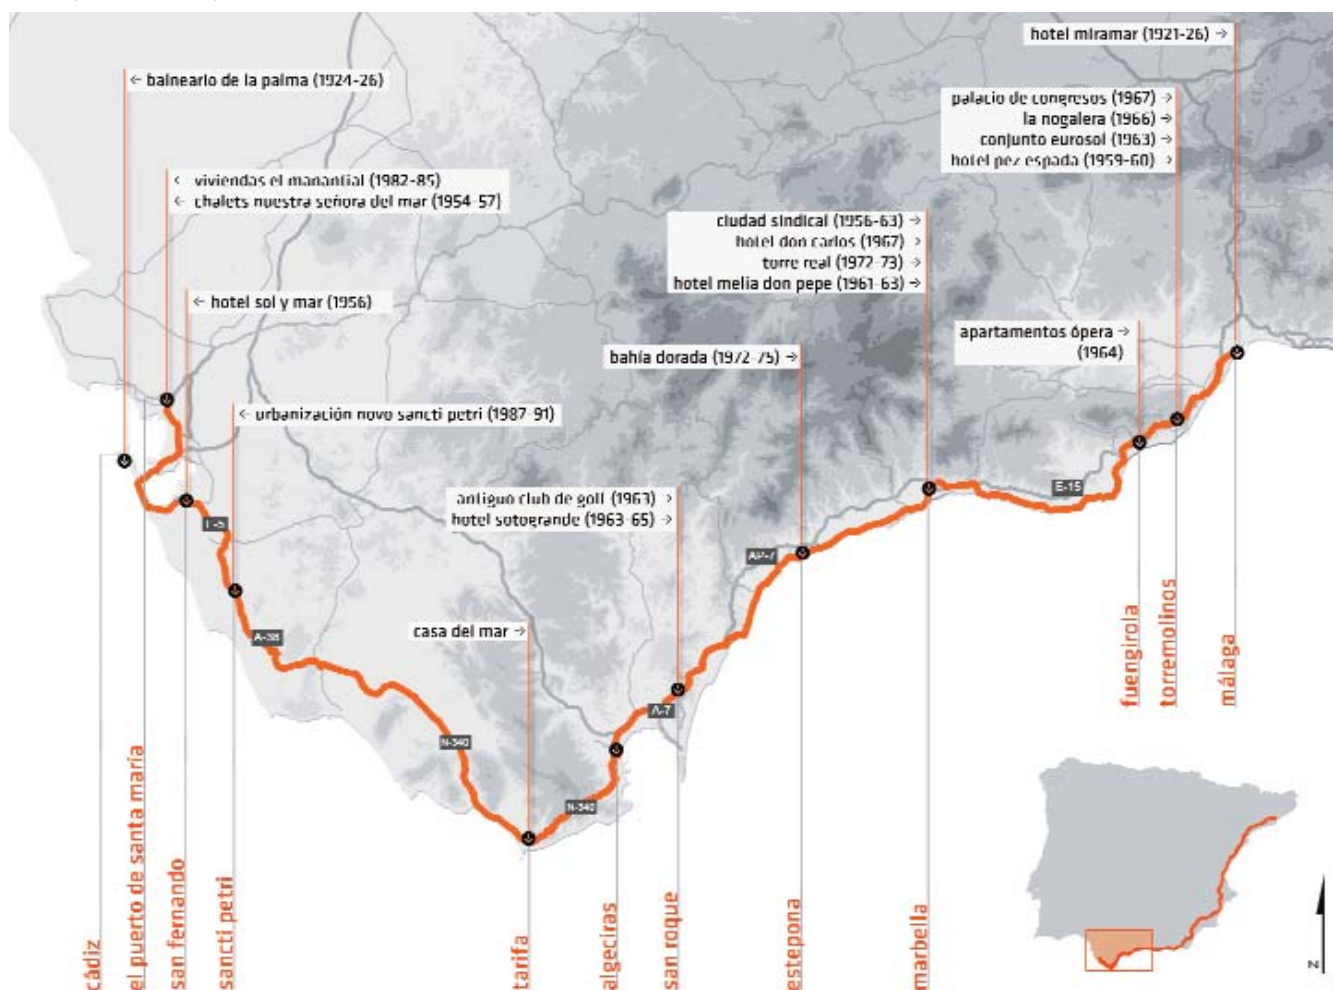 hotel miramar (1921-26) →
← balneario de la palma (1924-26)
palacio de congresos (1967) →
la nogalera (1966) →
conjunto eurosol (1963) →
hotel pez espada (1959-60) →
← viviendas el manantial (1982-85)
← chalets nuestra señora del mar (1954-57)
ciudad sindical (1956-63) →
hotel don carlos (1967) →
torre real (1972-73) →
hotel melia don pepe (1961-63) →
← hotel sol y mar (1956)
apartamentos ópera →
(1964)
bahía dorada (1972-75) →
← urbanización novo sancti petri (1987-91)
antiguo club de golf (1963) →
hotel sotogrande (1963-65) →
casa del mar →
E-15
AP-7
A-38
A-7
N-340
N-340
cádiz
el puerto de santa maría
san fernando
sancti petri
tarifa
algeciras
san roque
estepona
marbella
fuengirola
torremolinos
málaga
N